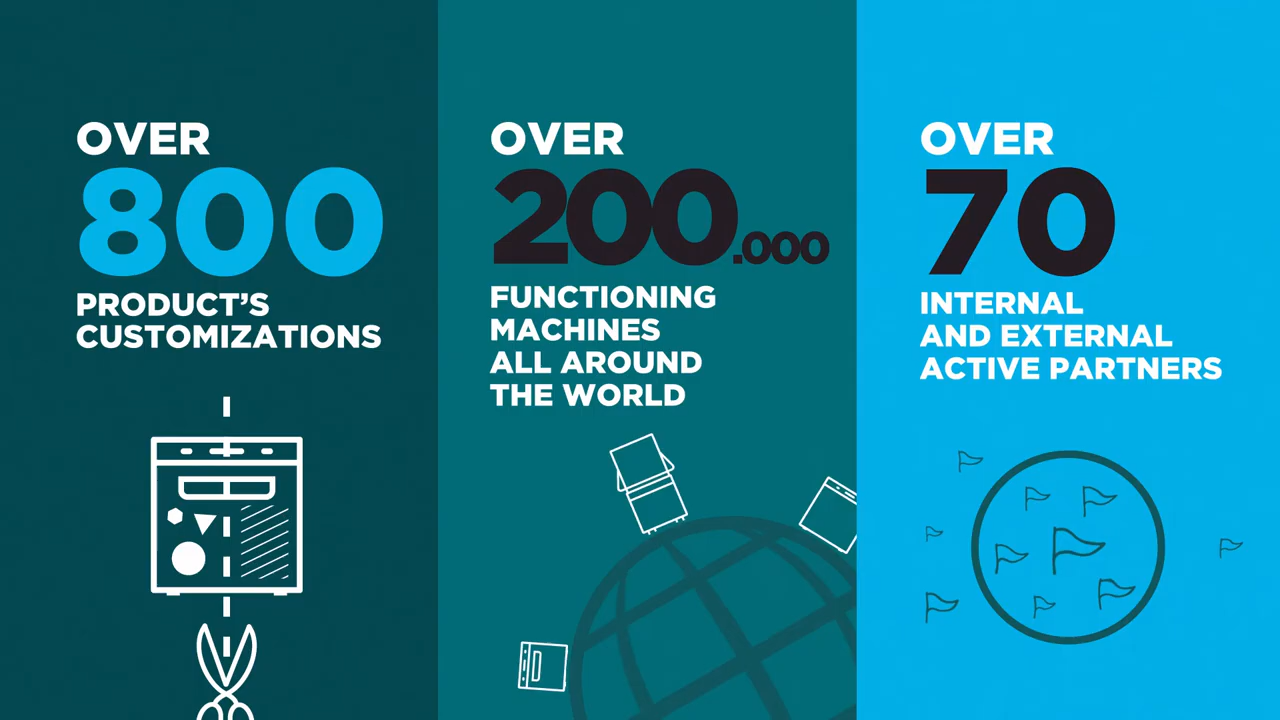 OVER
800
PRODUCT’S
CUSTOMIZATIONS
OVER
200.000
FUNCTIONING
MACHINES
ALL AROUND
THE WORLD
OVER
70
INTERNAL
AND EXTERNAL
ACTIVE PARTNERS